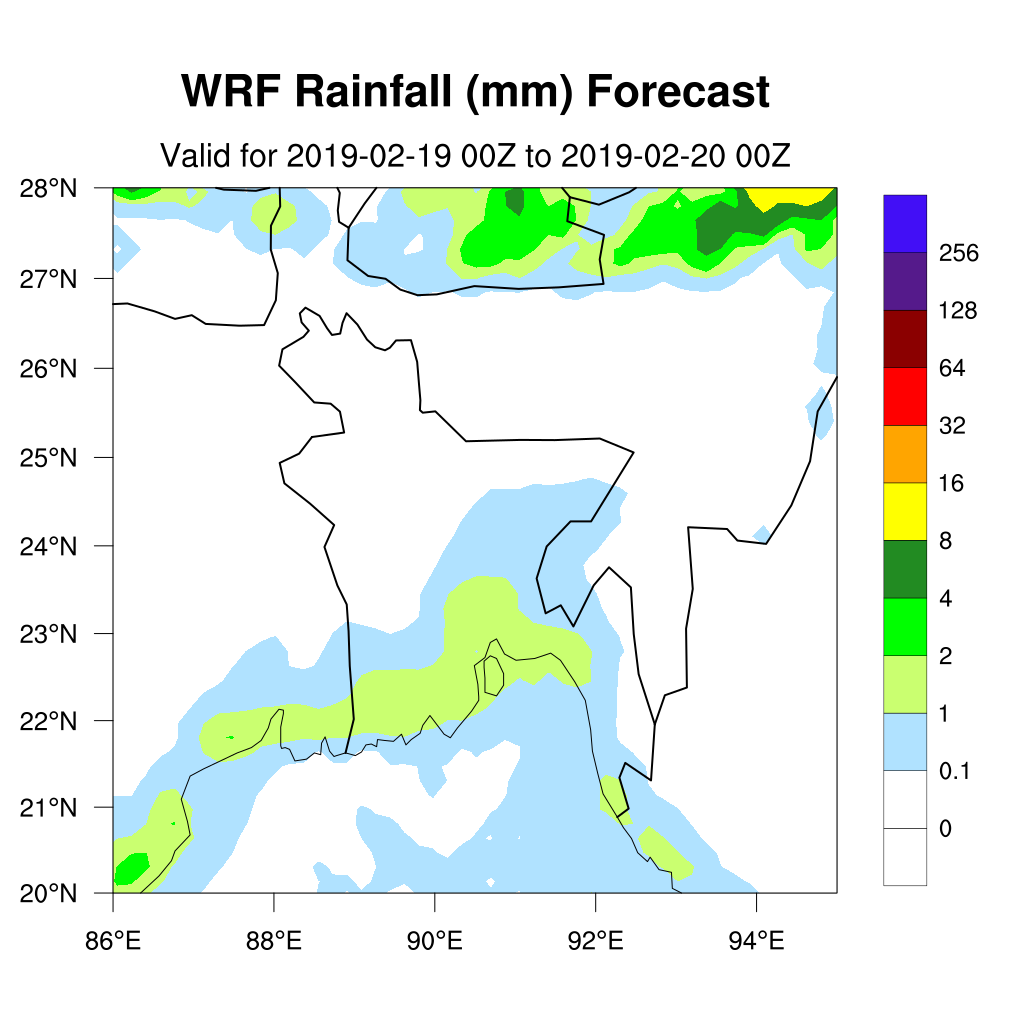 WRF Rainfall (mm) Forecast
Valid for 2019-02-19 00Z to 2019-02-20 00Z
28°N
27°N
26°N
25°N
24°N
23°N
22°N
21°N
20°N
86°E 88°E 90°E 92°E 94°E
256
128
64
32
16
8
4
2
1
0.1
0